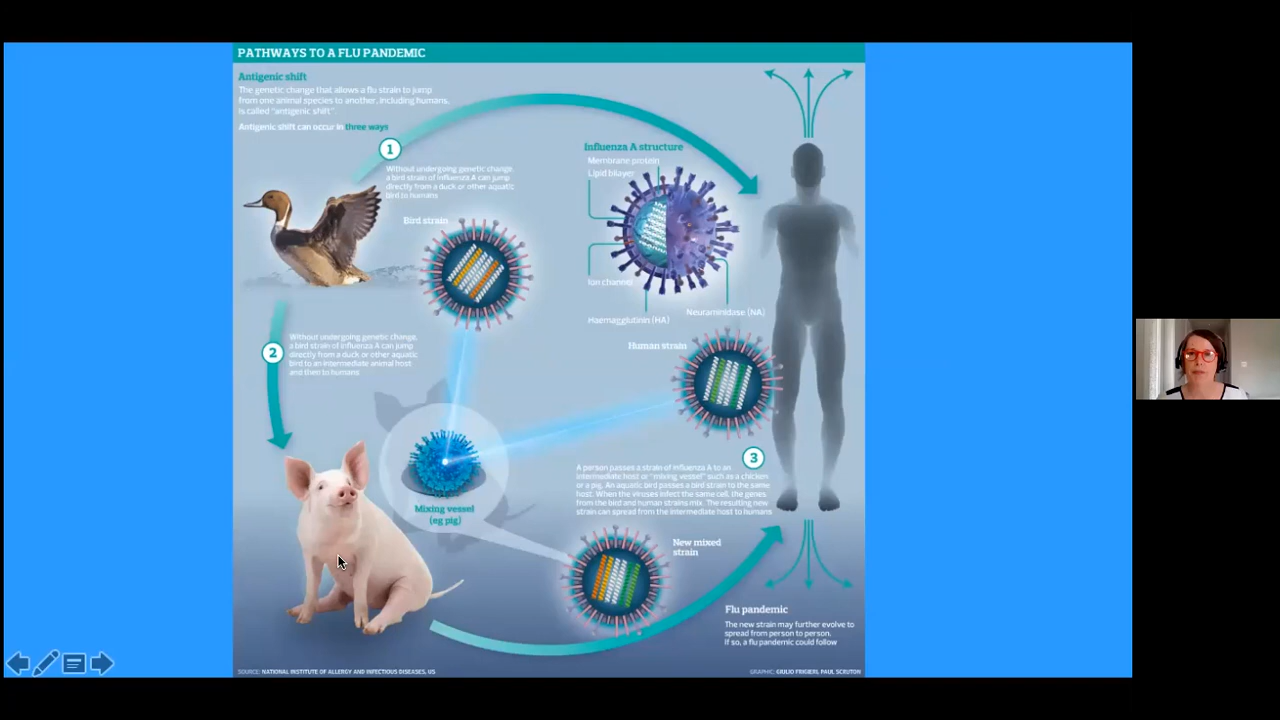 PATHWAYS TO A FLU PANDEMIC
Antigenic shift
The genetic change that allows a flu strain to jump
from one animal species to another, including humans,
is called "antigenic shift".
Antigenic shift can occur in three ways
1
Without undergoing genetic change,
a bird strain of influenza A can jump
directly from a duck or other aquatic
bird to humans
Bird strain
Influenza A structure
Membrane protein
Lipid bilayer
Ion channel
Haemagglutinin (HA)
Neuraminidase (NA)
Human strain
2
Without undergoing genetic change,
a bird strain of influenza A can jump
directly from a duck or other aquatic
bird to an intermediate animal host
and then to humans
Mixing vessel
(eg pig)
3
A person passes a strain of influenza A to an
intermediate host or "mixing vessel" such as a chicken
or a pig. An aquatic bird passes a bird strain to the same
host. When the viruses infect the same cell, the genes
from the bird and human strains mix. The resulting new
strain can spread from the intermediate host to humans
New mixed
strain
Flu pandemic
The new strain may further evolve to
spread from person to person.
If so, a flu pandemic could follow
SOURCE: NATIONAL INSTITUTE OF ALLERGY AND INFECTIOUS DISEASES, US
GRAPHIC: GIULIO FRIGIERI, PAUL SCRUTON